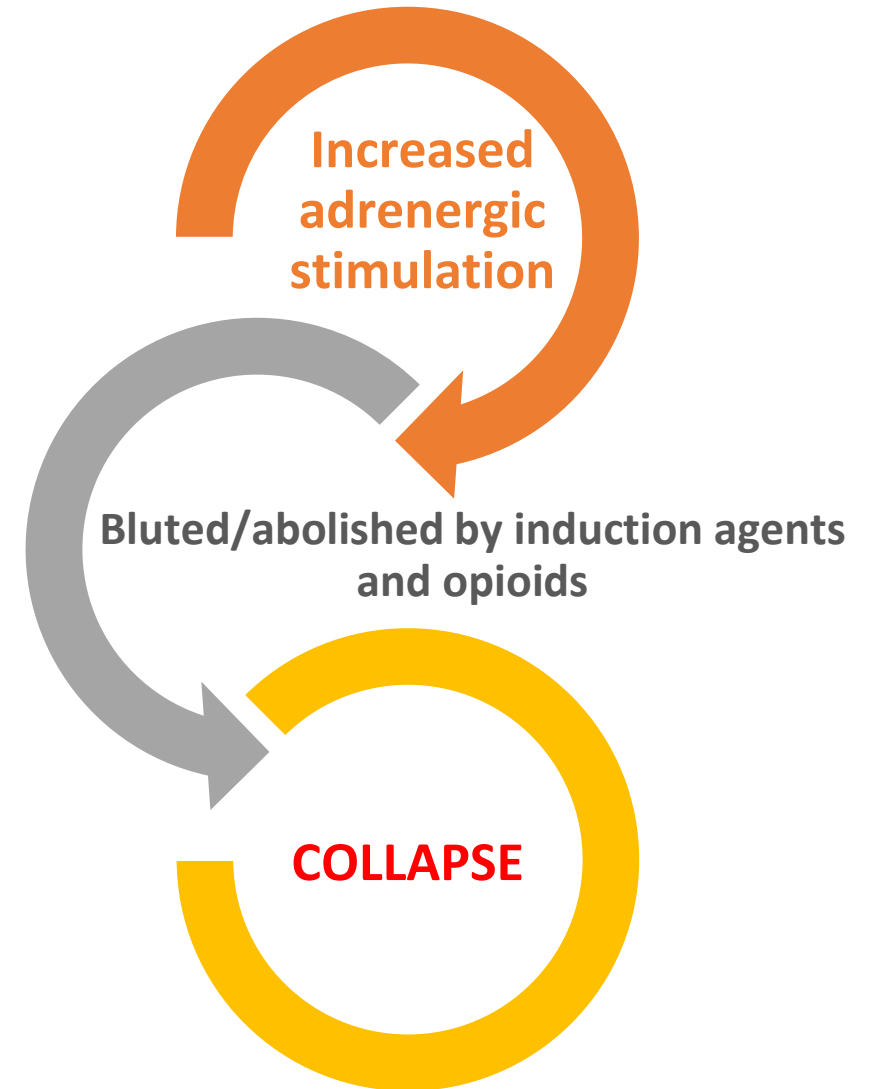 Increased
adrenergic
stimulation
Bluted/abolished by induction agents
and opioids
COLLAPSE